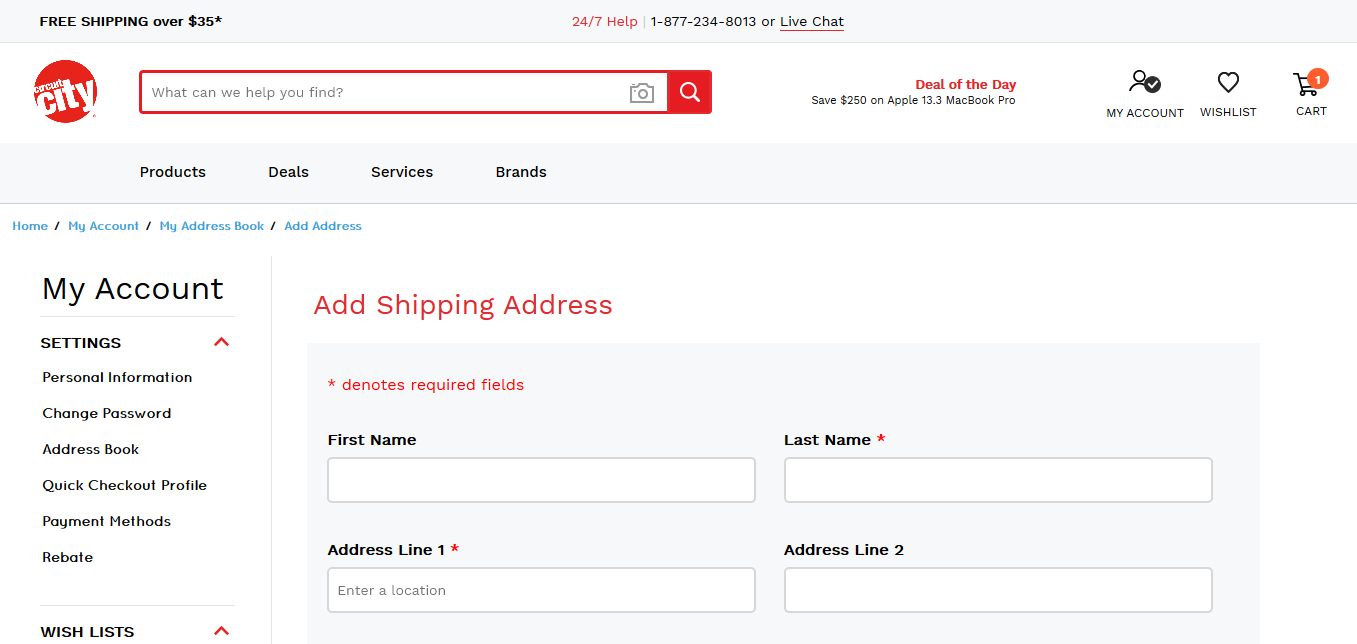 FREE SHIPPING over $35*
24/7 Help | 1-877-234-8013 or Live Chat
circuit
city
What can we help you find?
Deal of the Day
Save $250 on Apple 13.3 MacBook Pro
MY ACCOUNT
WISHLIST
1
CART
Products Deals Services Brands
Home / My Account / My Address Book / Add Address
My Account
SETTINGS
Personal Information
Change Password
Address Book
Quick Checkout Profile
Payment Methods
Rebate
WISH LISTS
Add Shipping Address
* denotes required fields
First Name
Last Name *
Address Line 1 *
Enter a location
Address Line 2